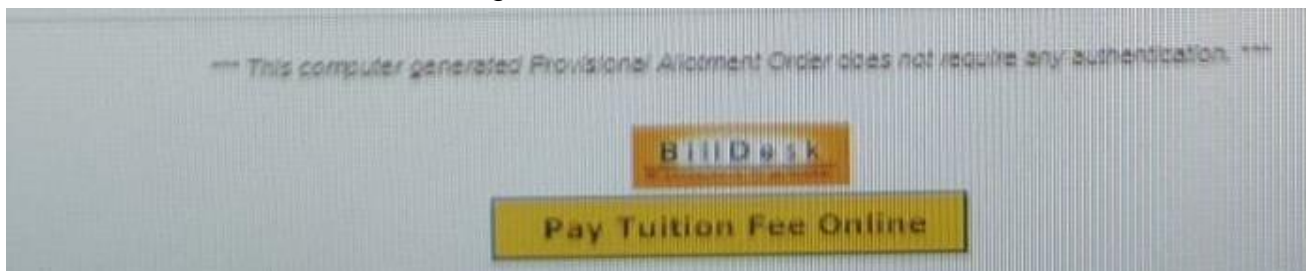 *** This computer generated Provisional Allotment Order does not require any authentication. ***
BillDesk
Pay Tuition Fee Online